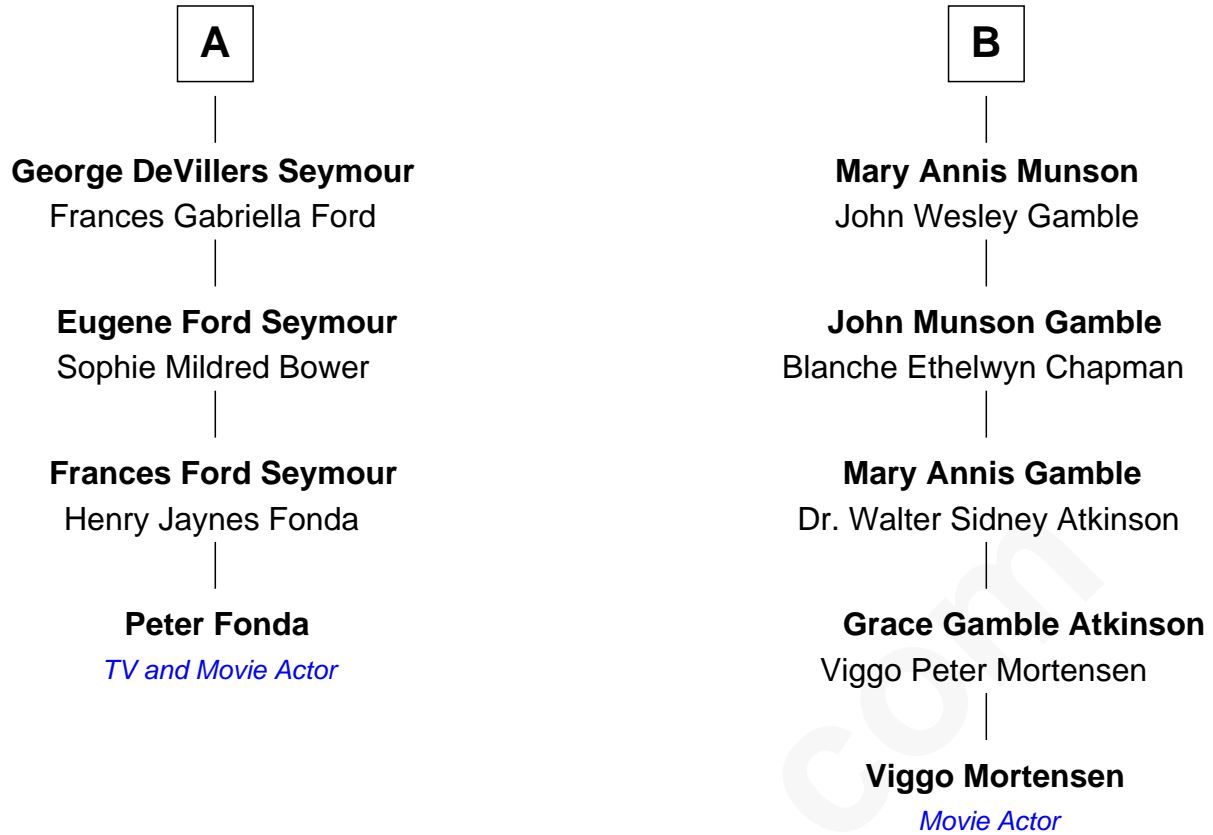 A
George DeVillers Seymour
Frances Gabriella Ford
Eugene Ford Seymour
Sophie Mildred Bower
Frances Ford Seymour
Henry Jaynes Fonda
Peter Fonda
TV and Movie Actor
B
Mary Annis Munson
John Wesley Gamble
John Munson Gamble
Blanche Ethelwyn Chapman
Mary Annis Gamble
Dr. Walter Sidney Atkinson
Grace Gamble Atkinson
Viggo Peter Mortensen
Viggo Mortensen
Movie Actor
com